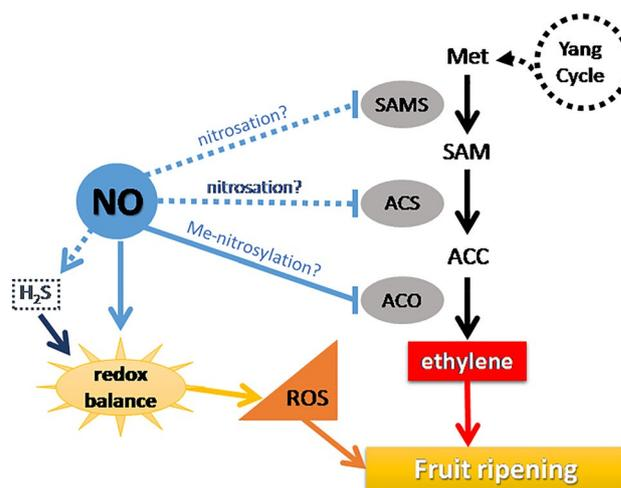 Met
Yang
Cycle
SAMS
nitrosation?
SAM
NO
nitrosation?
ACS
Me-nitrosylation?
ACC
H₂S
ACO
redox
balance
ROS
ethylene
Fruit ripening